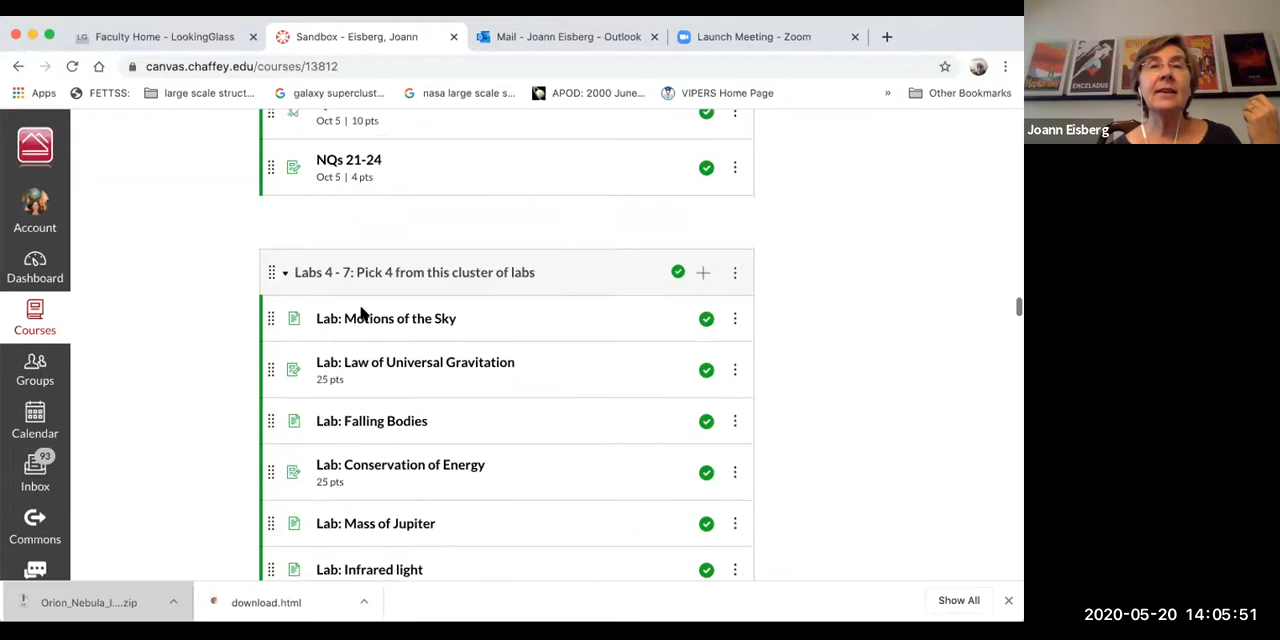 Faculty Home - LookingGlass
Sandbox - Eisberg, Joann
Mail - Joann Eisberg - Outlook
Launch Meeting - Zoom
canvas.chaffey.edu/courses/13812
Apps
FETTSS:
large scale struct...
galaxy superclust...
nasa large scale s...
APOD: 2000 June...
VIPERS Home Page
»
Other Bookmarks
ENCELADUS
Joann Eisberg
Account
Dashboard
Courses
Groups
Calendar
93
Inbox
Commons
Oct 5 | 10 pts
NQs 21-24
Oct 5 | 4 pts
Labs 4 - 7: Pick 4 from this cluster of labs
Lab: Motions of the Sky
Lab: Law of Universal Gravitation
25 pts
Lab: Falling Bodies
Lab: Conservation of Energy
25 pts
Lab: Mass of Jupiter
Lab: Infrared light
Orion_Nebula_I....zip
download.html
Show All
2020-05-20 14:05:51